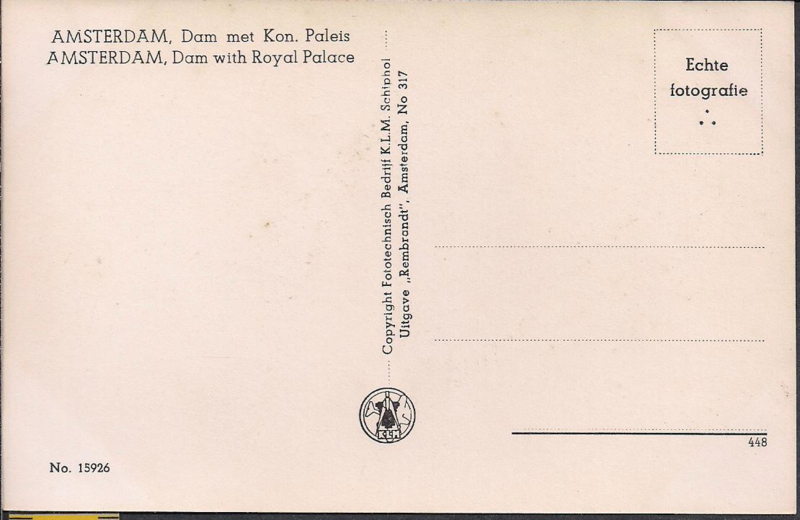 AMSTERDAM, Dam met Kon. Paleis
AMSTERDAM, Dam with Royal Palace
Echte
fotografie
Copyright Fototechnisch Bedrijf K.L.M. Schiphol
Uitgave „Rembrandt", Amsterdam, No 317
448
No. 15926